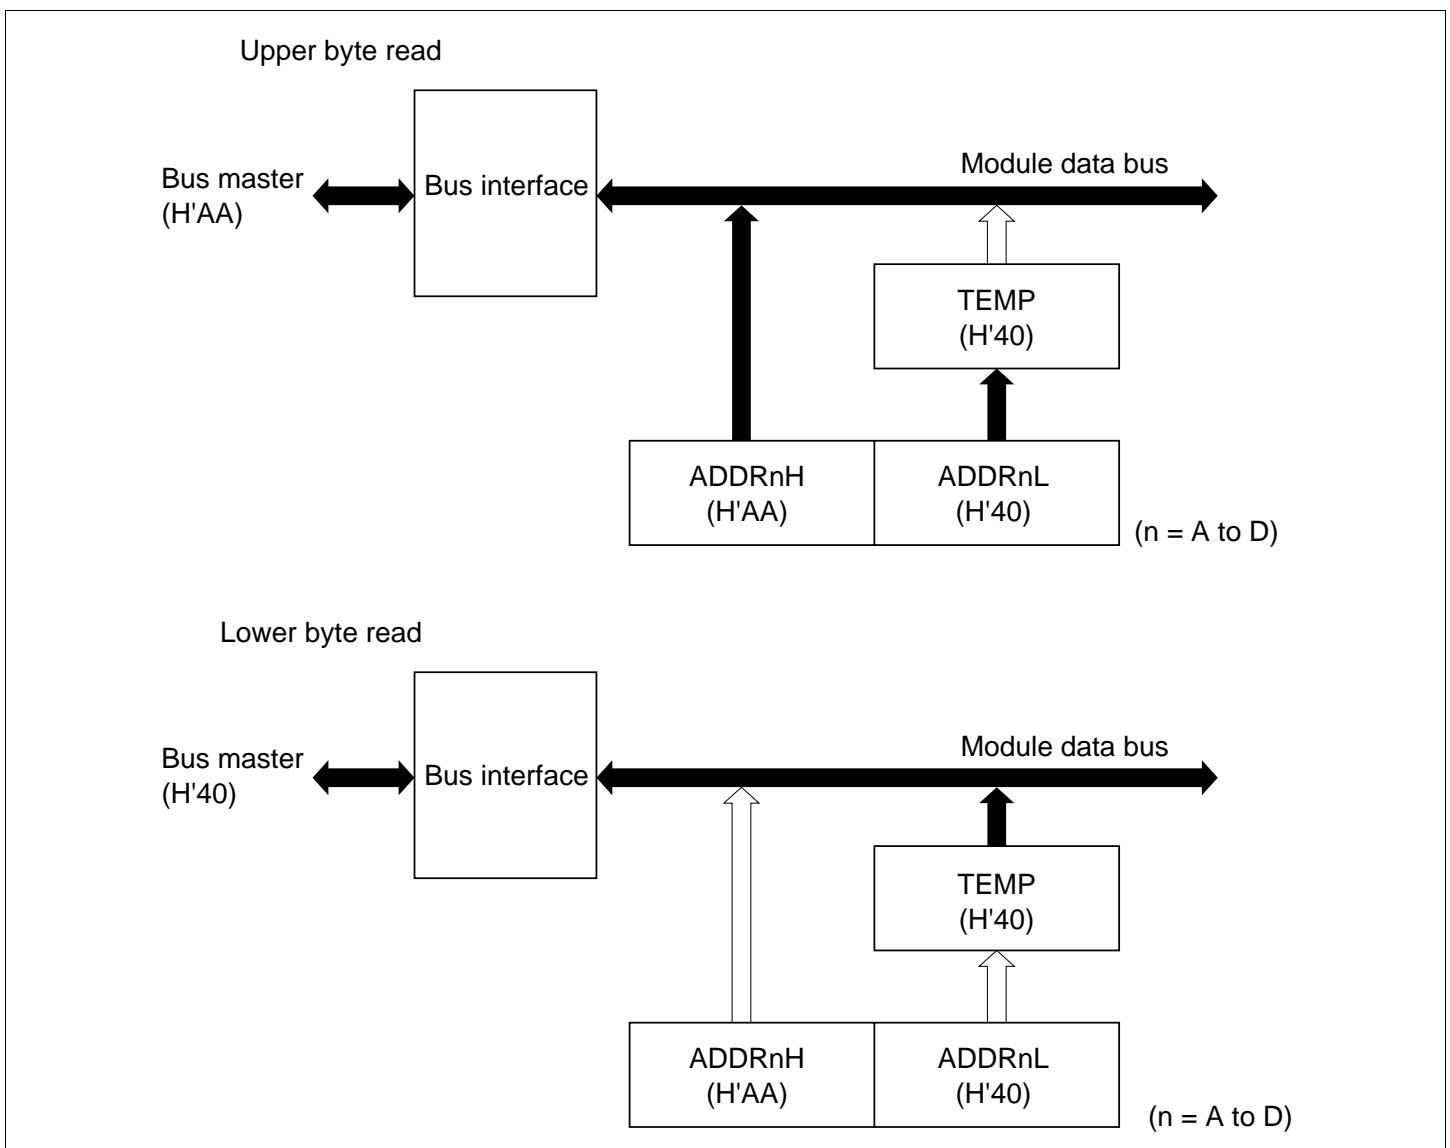 Upper byte read
Bus master
(H'AA)
Bus interface
Module data bus
TEMP
(H'40)
ADDRnH
(H'AA)
ADDRnL
(H'40)
(n = A to D)
Lower byte read
Bus master
(H'40)
Bus interface
Module data bus
TEMP
(H'40)
ADDRnH
(H'AA)
ADDRnL
(H'40)
(n = A to D)